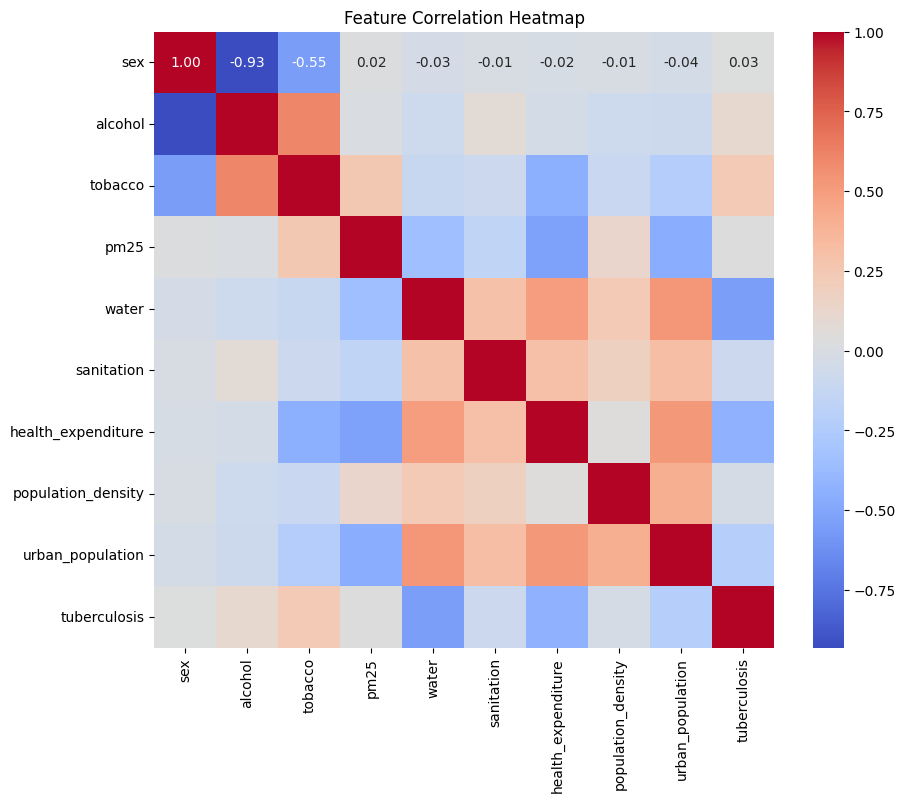 Feature Correlation Heatmap
sex 1.00 -0.93 -0.55 0.02 -0.03 -0.01 -0.02 -0.01 -0.04 0.03
alcohol
tobacco
pm25
water
sanitation
health_expenditure
population_density
urban_population
tuberculosis
sex alcohol tobacco pm25 water sanitation health_expenditure population_density urban_population tuberculosis
1.00
0.75
0.50
0.25
0.00
−0.25
−0.50
−0.75